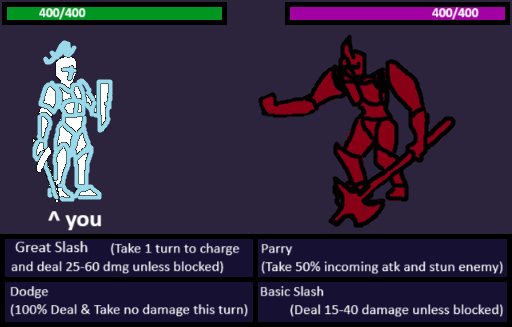 400/400
400/400
^ you
Great Slash (Take 1 turn to charge
and deal 25-60 dmg unless blocked)
Parry
(Take 50% incoming atk and stun enemy)
Dodge
(100% Deal & Take no damage this turn)
Basic Slash
(Deal 15-40 damage unless blocked)